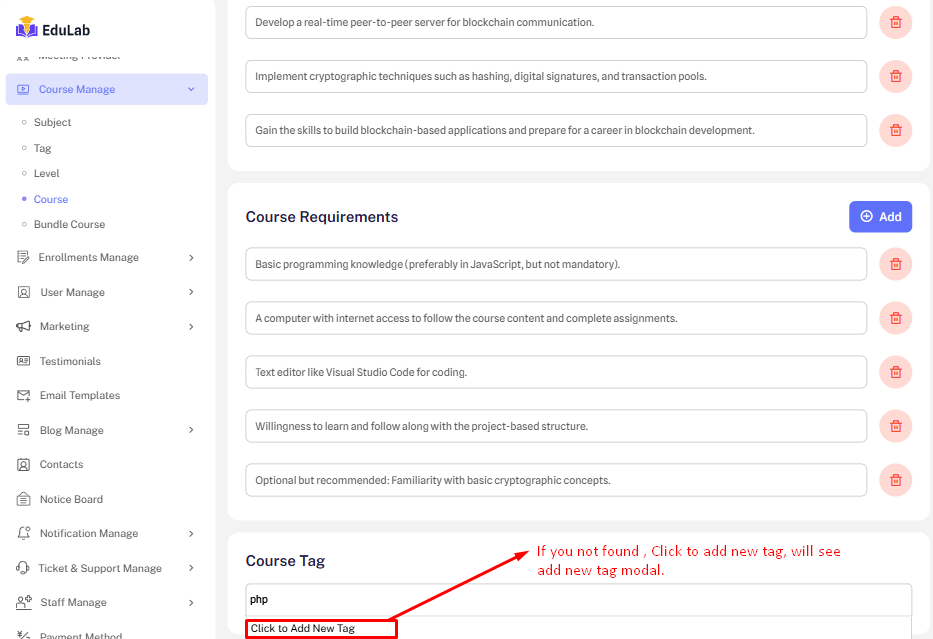 EduLab
Meeting Provider
Course Manage
Subject
Tag
Level
Course
Bundle Course
Enrollments Manage
User Manage
Marketing
Testimonials
Email Templates
Blog Manage
Contacts
Notice Board
Notification Manage
Ticket & Support Manage
Staff Manage
Payment Method
Develop a real-time peer-to-peer server for blockchain communication.
Implement cryptographic techniques such as hashing, digital signatures, and transaction pools.
Gain the skills to build blockchain-based applications and prepare for a career in blockchain development.
Course Requirements
Add
Basic programming knowledge (preferably in JavaScript, but not mandatory).
A computer with internet access to follow the course content and complete assignments.
Text editor like Visual Studio Code for coding.
Willingness to learn and follow along with the project-based structure.
Optional but recommended: Familiarity with basic cryptographic concepts.
Course Tag
If you not found , Click to add new tag, will see
add new tag modal.
php
Click to Add New Tag